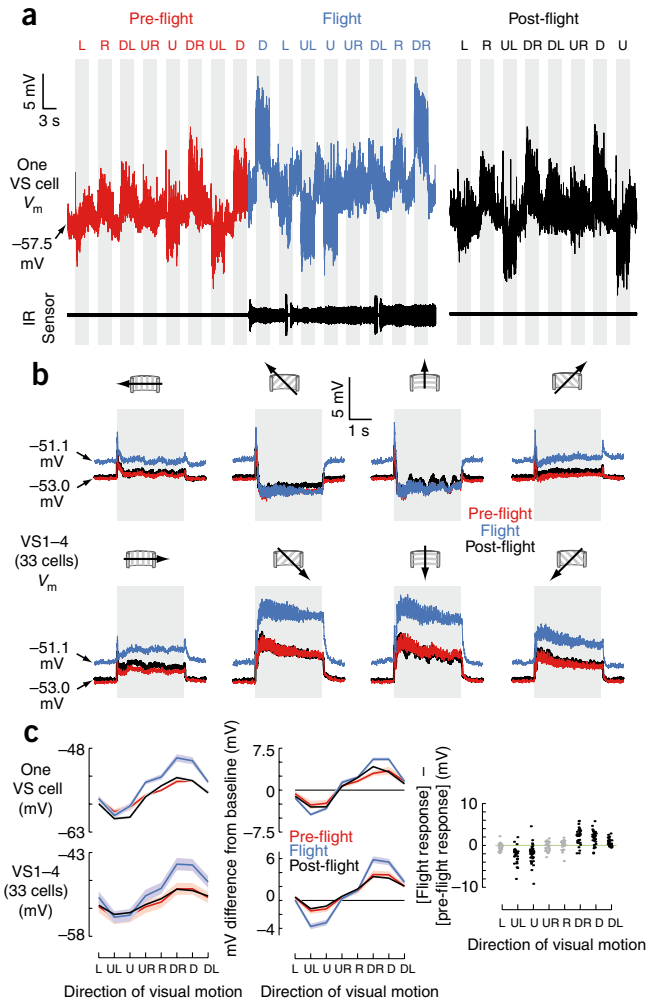 a
Pre-flight
Flight
Post-flight
L R DL UR U DR UL D
D L UL U UR DL R DR
L R UL DR DL UR D U
5 mV
3 s
One
VS cell
Vm
–57.5
mV
IR
Sensor
b
5 mV
1 s
–51.1
mV
–53.0
mV
Pre-flight
Flight
Post-flight
VS1–4
(33 cells)
Vm
–51.1
mV
–53.0
mV
c
One
VS cell
(mV)
–48
–63
VS1–4
(33 cells)
(mV)
–43
–58
L UL U UR R DR D DL
Direction of visual motion
mV difference from baseline (mV)
7.5
0
–7.5
Pre-flight
Flight
Post-flight
6
0
–4
L UL U UR R DR D DL
Direction of visual motion
[Flight response] –
[pre-flight response] (mV)
10
0
–10
L UL U UR R DR D DL
Direction of visual motion